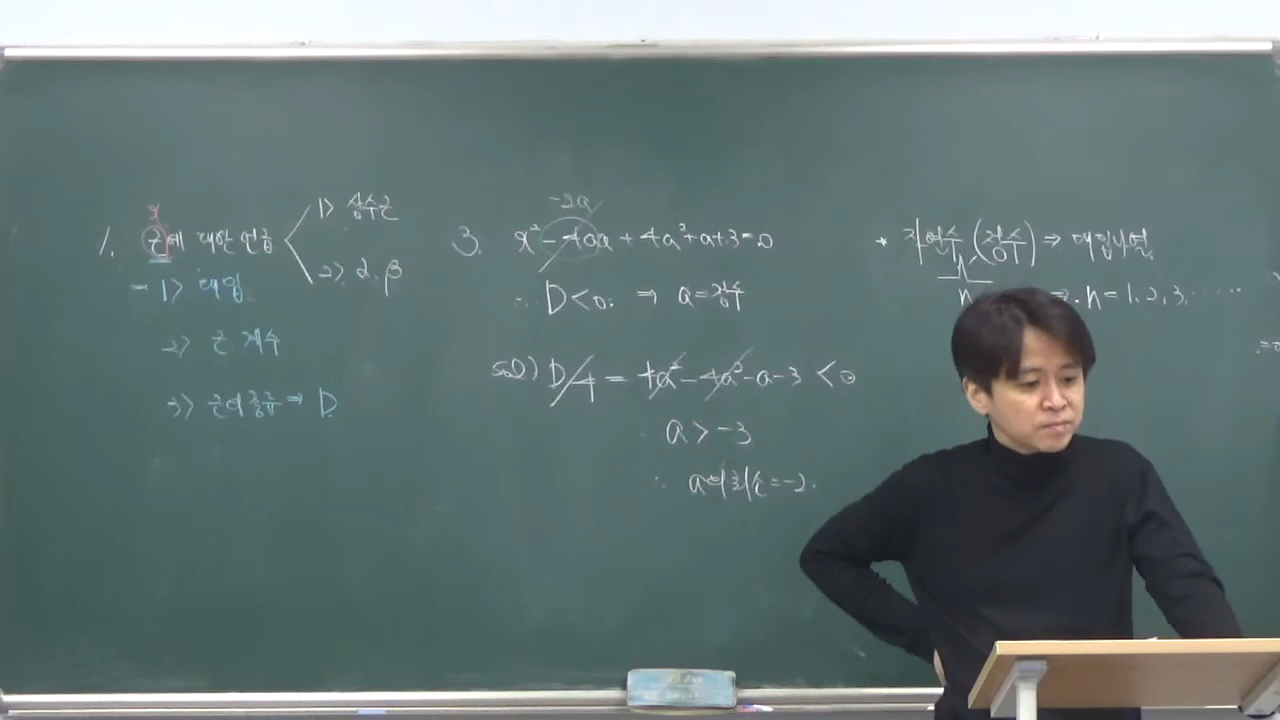 x
1. 근에 대한 언급
1> 실수근
2> α, β
- 1> 대입
2> 근 계수
3> 근의 종류 ⇒ D
-2a
3. x² - 4ax + 4a² + a + 3 = 0
∴ D < 0. ⇒ a = 정수
sol) D/4 = 4a² - 4a² - a - 3 < 0
a > -3
∴ a의 최소 = -2.
* 자연수 (정수) ⇒ 대입나열.
n ⇒ n = 1, 2, 3, ......